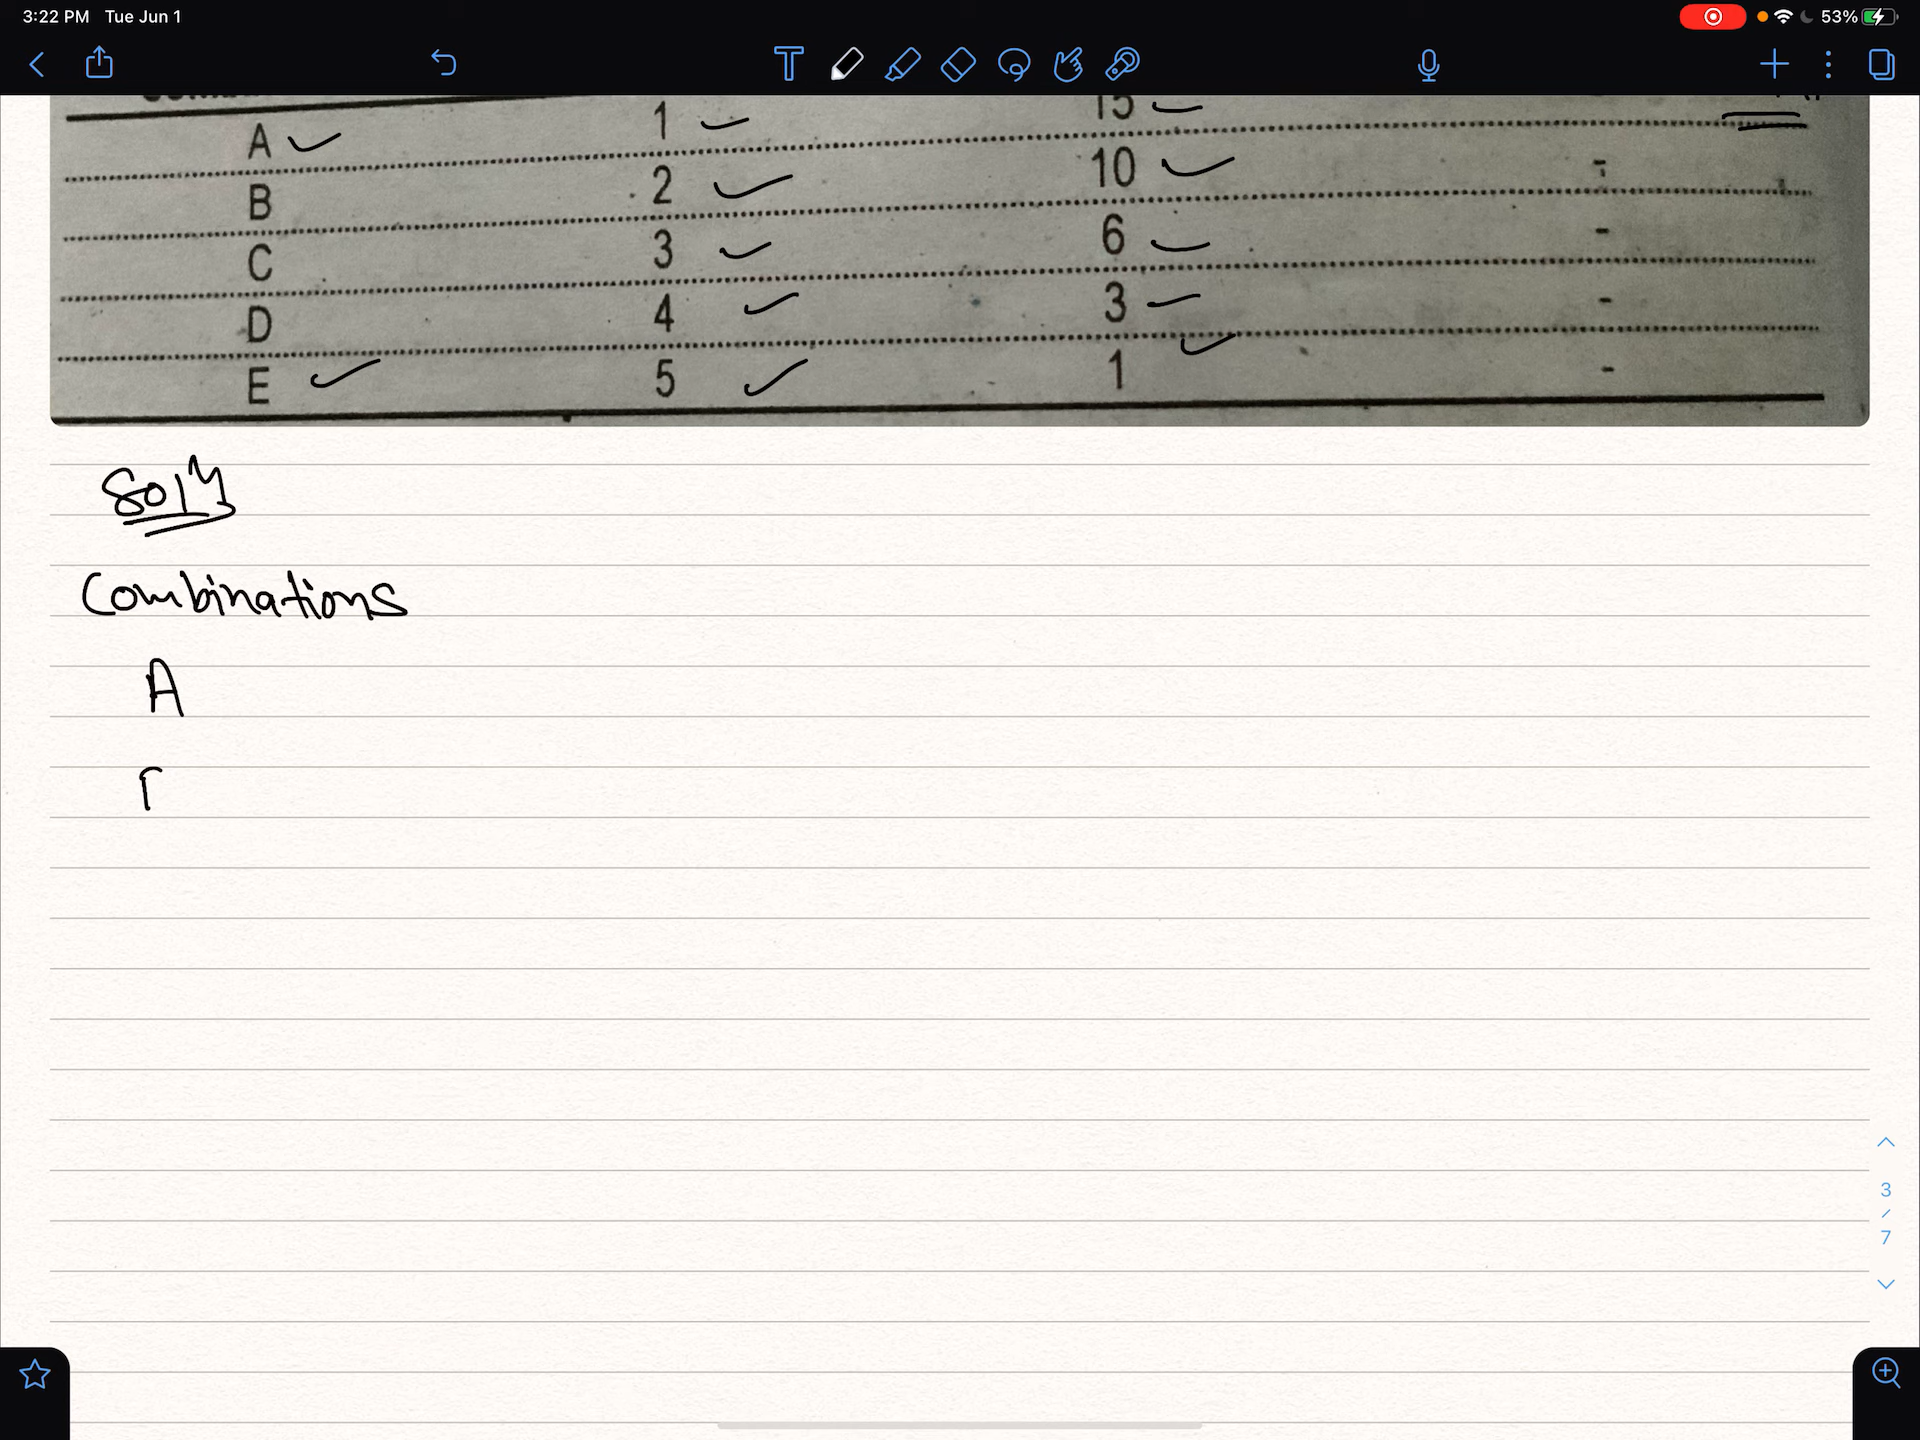 3:22 PM Tue Jun 1 53%
T
A 1 15
B 2 10 -
C 3 6 -
D 4 3 -
E 5 1 -
Solⁿ
Combinations
A
3
/
7